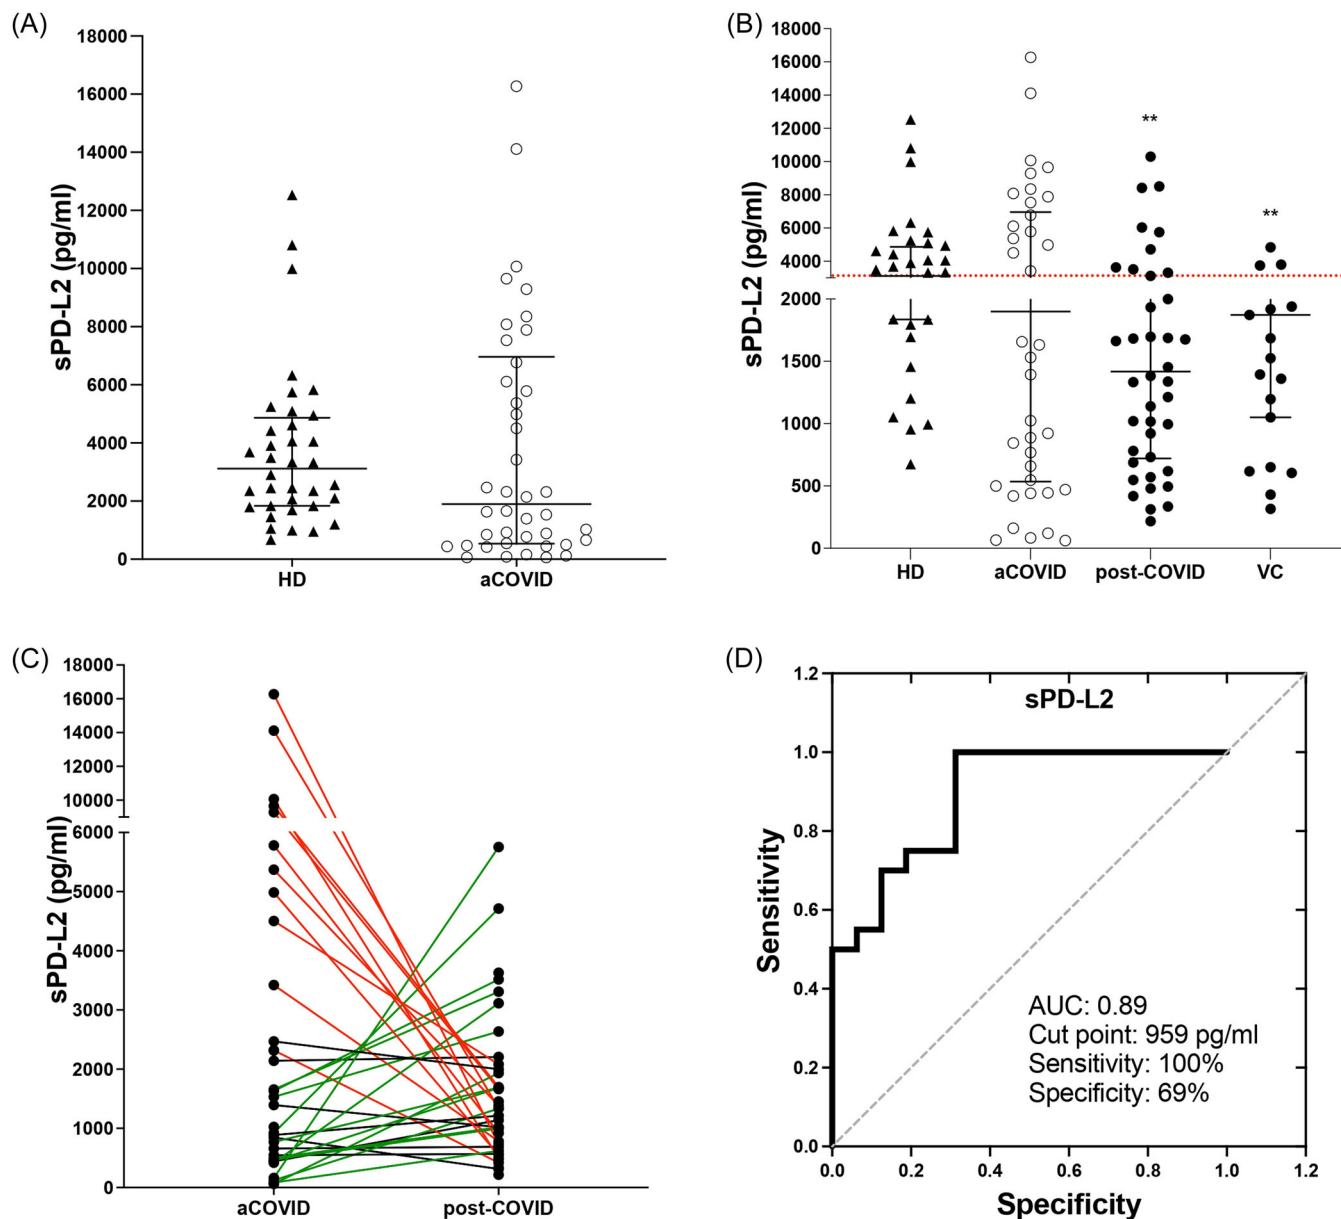 (A)
18000
16000
14000
12000
10000
8000
6000
4000
2000
0
sPD-L2 (pg/ml)
HD
aCOVID
(B)
18000
16000
14000
12000
10000
8000
6000
4000
2000
1500
1000
500
0
sPD-L2 (pg/ml)
**
**
HD
aCOVID
post-COVID
VC
(C)
18000
16000
14000
12000
10000
6000
5000
4000
3000
2000
1000
0
sPD-L2 (pg/ml)
aCOVID
post-COVID
(D)
1.2
1.0
0.8
0.6
0.4
0.2
0.0
Sensitivity
sPD-L2
AUC: 0.89
Cut point: 959 pg/ml
Sensitivity: 100%
Specificity: 69%
0.0
0.2
0.4
0.6
0.8
1.0
1.2
Specificity